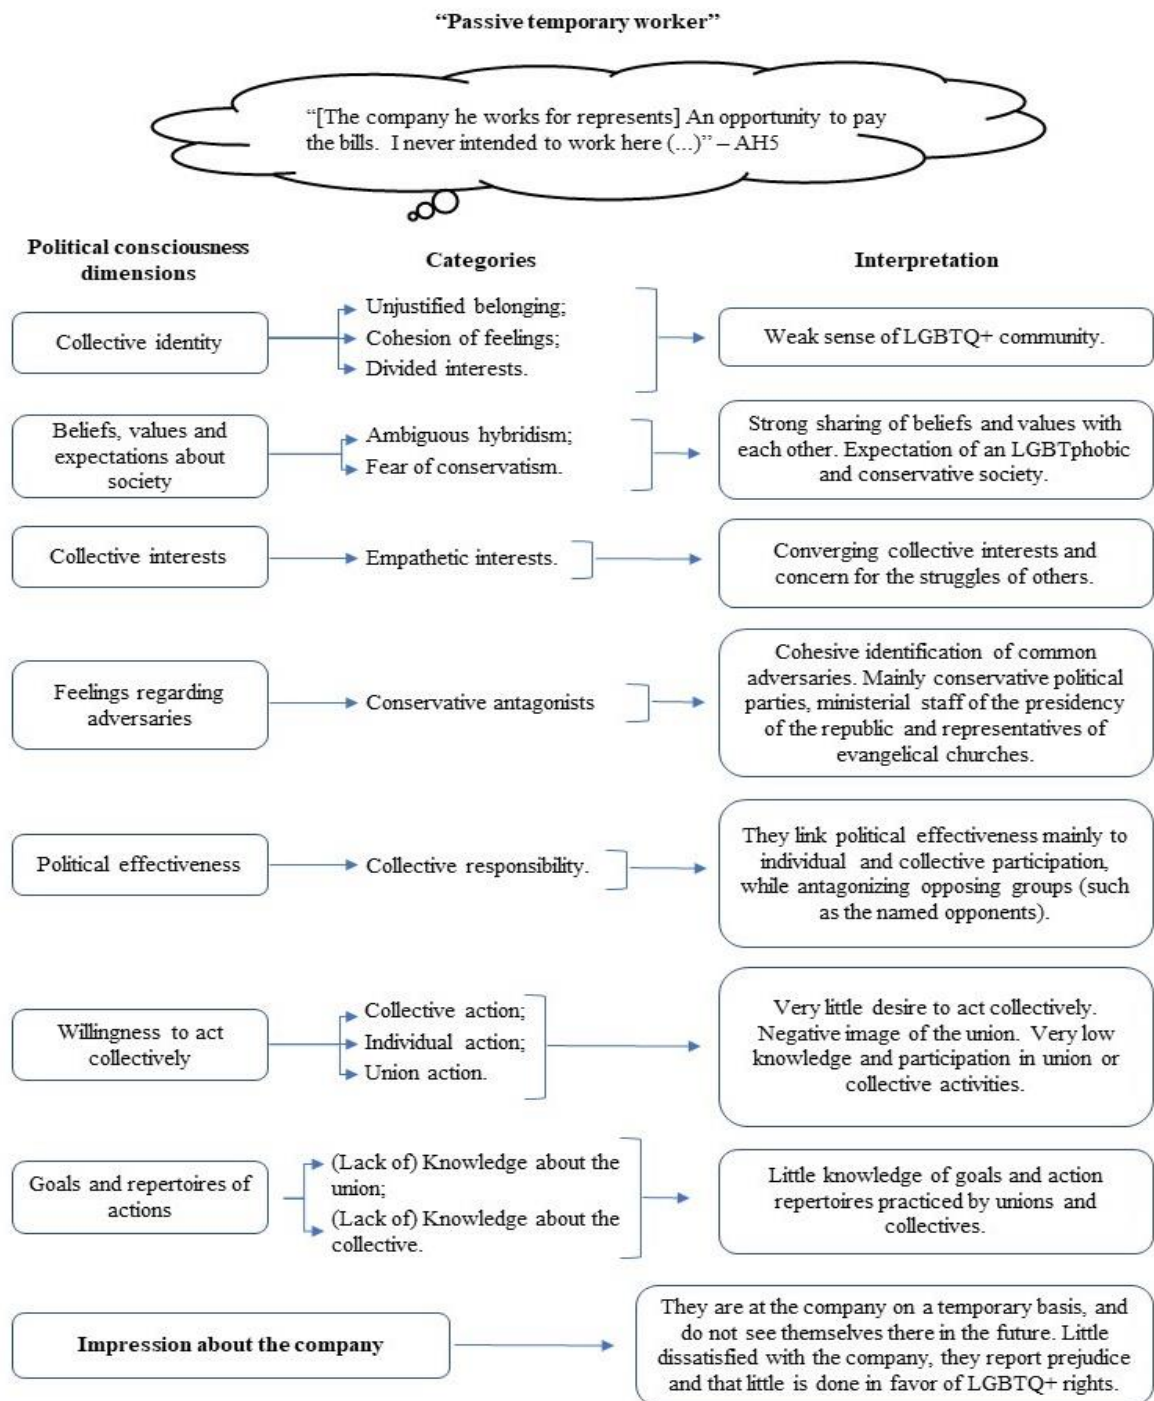 “Passive temporary worker”
“[The company he works for represents] An opportunity to pay
the bills. I never intended to work here (...)” – AH5
Political consciousness
dimensions
Categories
Interpretation
Collective identity
Unjustified belonging;
Cohesion of feelings;
Divided interests.
Weak sense of LGBTQ+ community.
Beliefs, values and
expectations about
society
Ambiguous hybridism;
Fear of conservatism.
Strong sharing of beliefs and values with
each other. Expectation of an LGBTphobic
and conservative society.
Collective interests
Empathetic interests.
Converging collective interests and
concern for the struggles of others.
Feelings regarding
adversaries
Conservative antagonists
Cohesive identification of common
adversaries. Mainly conservative political
parties, ministerial staff of the presidency
of the republic and representatives of
evangelical churches.
Political effectiveness
Collective responsibility.
They link political effectiveness mainly to
individual and collective participation,
while antagonizing opposing groups (such
as the named opponents).
Willingness to act
collectively
Collective action;
Individual action;
Union action.
Very little desire to act collectively.
Negative image of the union. Very low
knowledge and participation in union or
collective activities.
Goals and repertoires of
actions
(Lack of) Knowledge about the
union;
(Lack of) Knowledge about the
collective.
Little knowledge of goals and action
repertoires practiced by unions and
collectives.
Impression about the company
They are at the company on a temporary basis, and
do not see themselves there in the future. Little
dissatisfied with the company, they report prejudice
and that little is done in favor of LGBTQ+ rights.